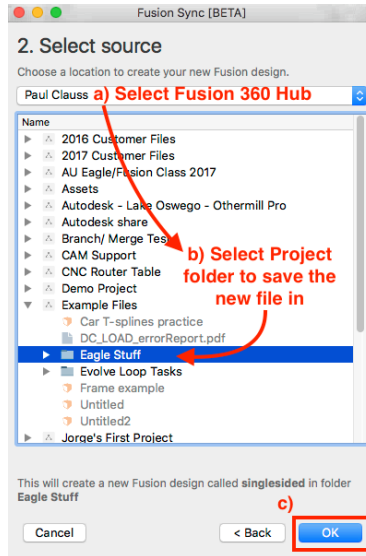 Fusion Sync [BETA]
2. Select source
Choose a location to create your new Fusion design.
Paul Clauss a) Select Fusion 360 Hub
Name
2016 Customer Files
2017 Customer Files
AU Eagle/Fusion Class 2017
Assets
Autodesk - Lake Oswego - Othermill Pro
Autodesk share
Branch/ Merge Test
CAM Support
CNC Router Table
Demo Project
Example Files
b) Select Project
folder to save the
new file in
Car T-splines practice
DC_LOAD_errorReport.pdf
Eagle Stuff
Evolve Loop Tasks
Frame example
Untitled
Untitled2
Jorge's First Project
This will create a new Fusion design called singlesided in folder
Eagle Stuff
c)
Cancel
< Back
OK